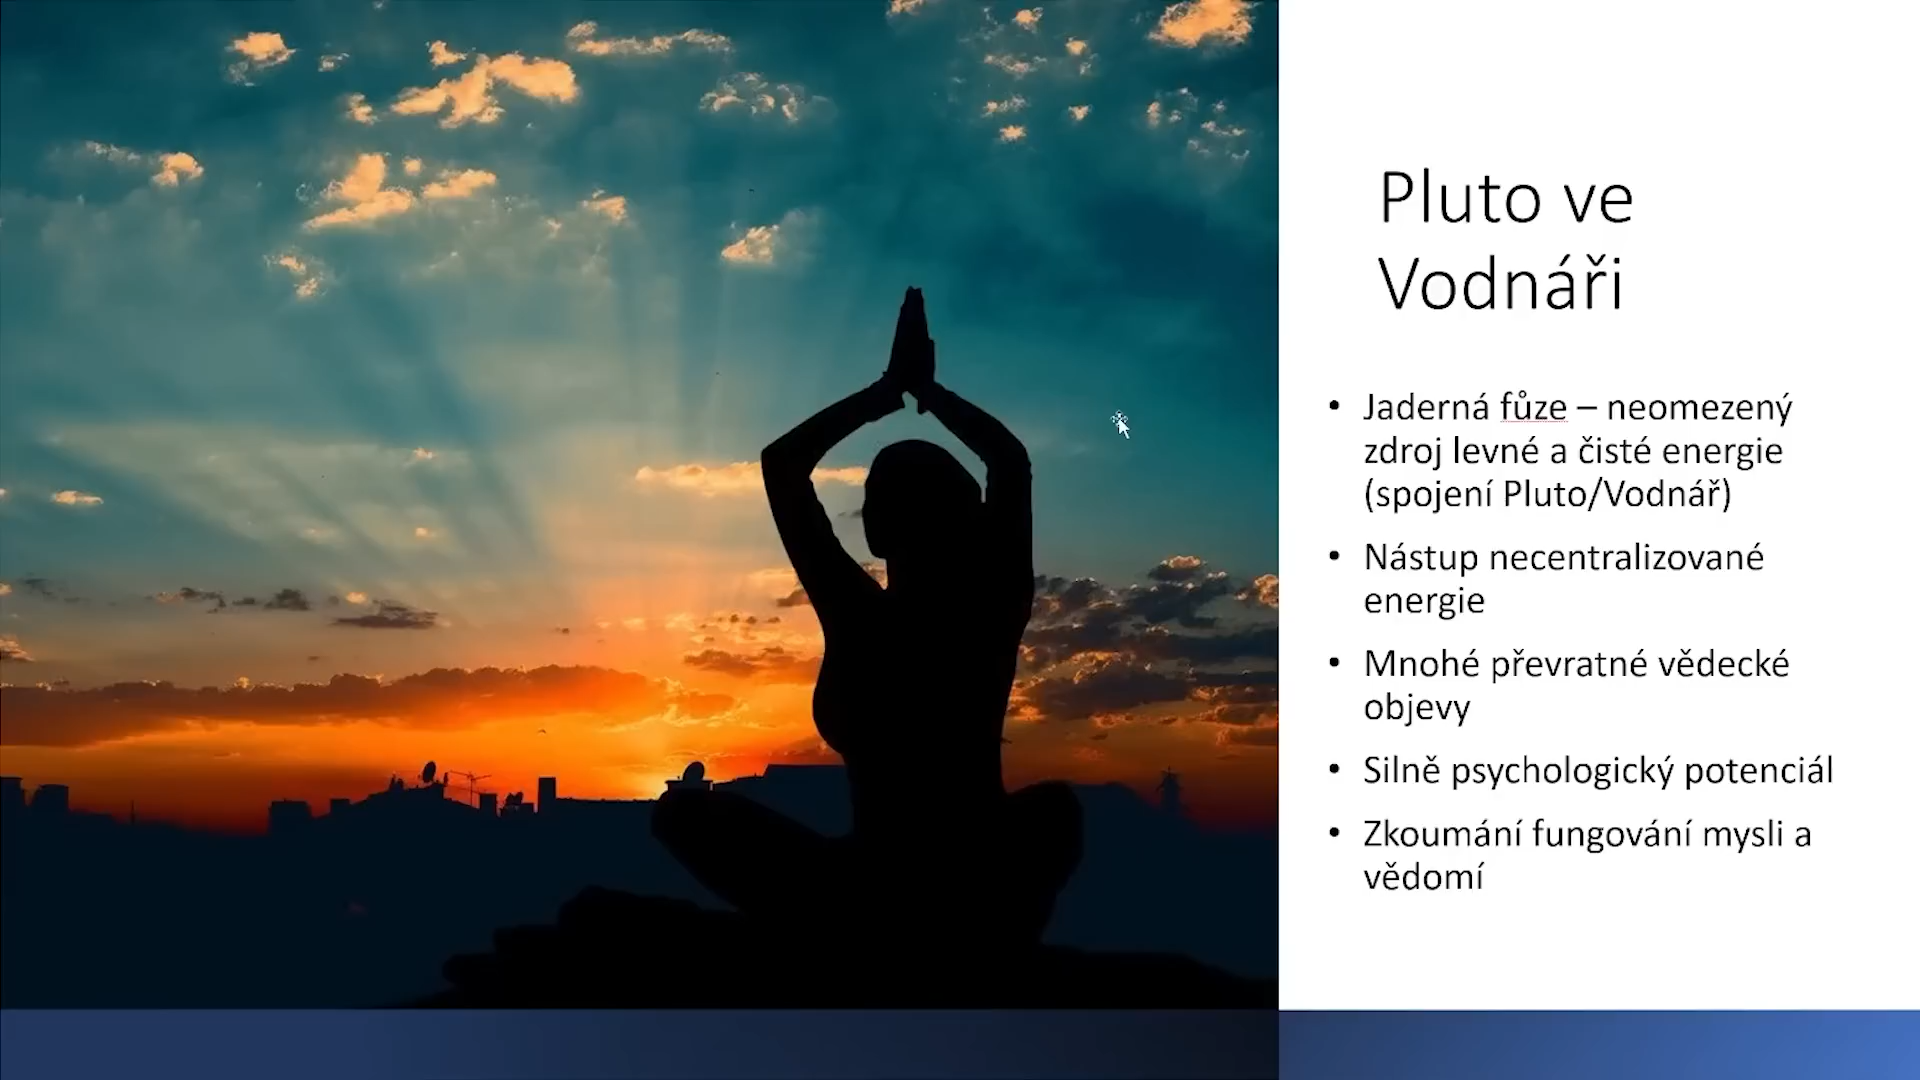 Pluto ve
Vodnáři
• Jaderná fůze – neomezený
zdroj levné a čisté energie
(spojení Pluto/Vodnář)
• Nástup necentralizované
energie
• Mnohé převratné vědecké
objevy
• Silně psychologický potenciál
• Zkoumání fungování mysli a
vědomí